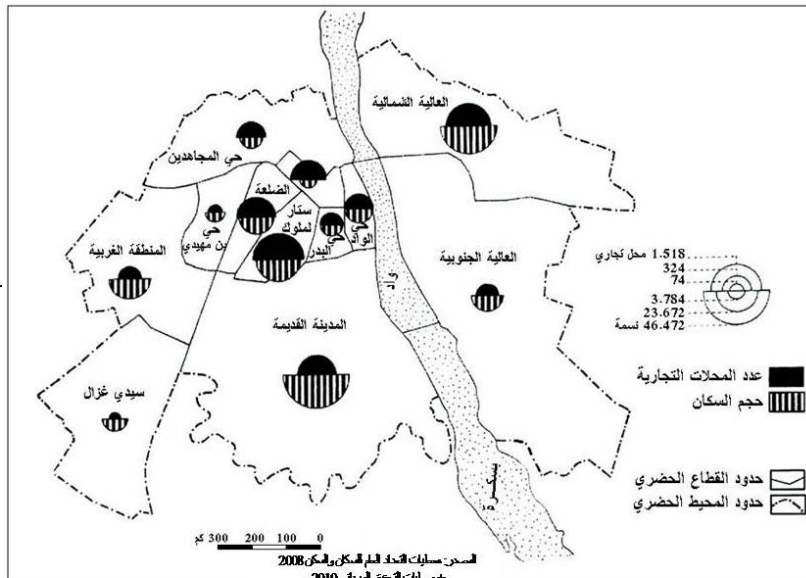 العالية الشمالية
حي المجاهدين
الضلعة
ستار
لملوك
حي
بن مهيدي
حي
البدر
حي
الواد
المنطقة الغربية
العالية الجنوبية
واد
المدينة القديمة
سيدي غزال
بسكرة
1.518 محل تجاري
324
74
3.784
23.672
46.472 نسمة
عدد المحلات التجارية
حجم السكان
حدود القطاع الحضري
حدود المحيط الحضري
300 200 100 0 كم
المصدر: معطيات التعداد العام للسكان والسكن 2008
2010